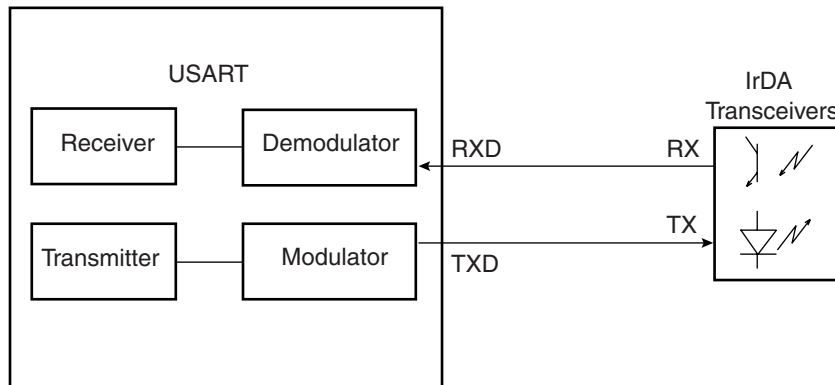 USART
IrDA
Transceivers
Receiver
Demodulator
RXD
RX
Transmitter
Modulator
TXD
TX